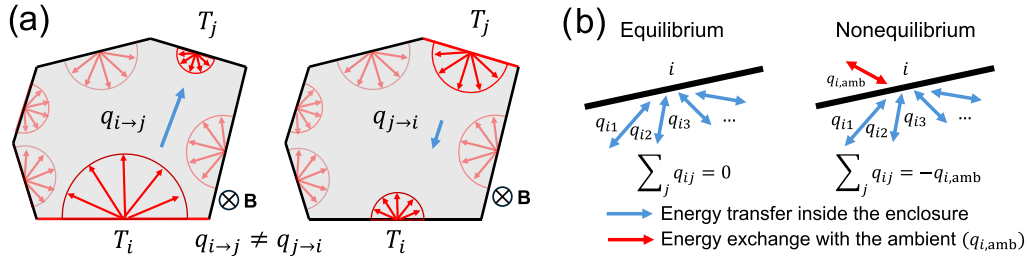 (a)
T_j
q_{i→j}
⊗ B
T_i
q_{i→j} ≠ q_{j→i}
T_j
q_{j→i}
⊗ B
T_i
(b)
Equilibrium
i
q_{i1}
q_{i2}
q_{i3}
...
∑_j q_{ij} = 0
Nonequilibrium
q_{i,amb}
i
q_{i1}
q_{i2}
q_{i3}
...
∑_j q_{ij} = −q_{i,amb}
Energy transfer inside the enclosure
Energy exchange with the ambient (q_{i,amb})